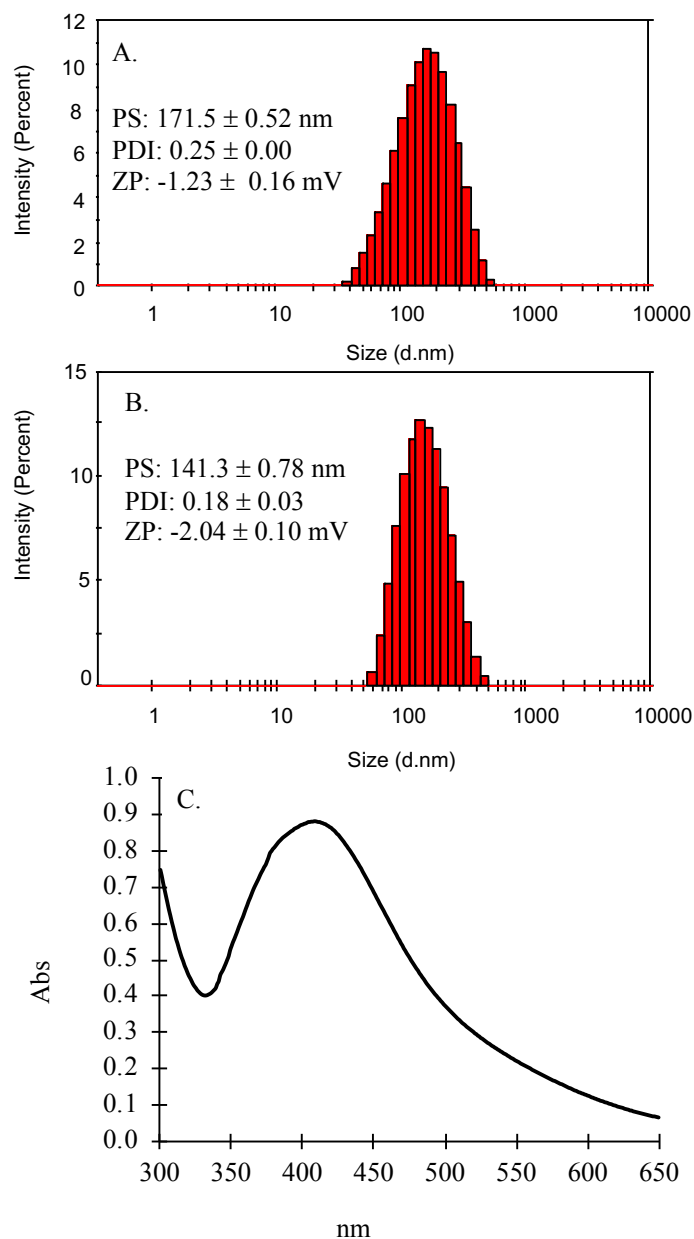 12
10
8
6
4
2
0
Intensity (Percent)
A.
PS: 171.5 ± 0.52 nm
PDI: 0.25 ± 0.00
ZP: -1.23 ± 0.16 mV
1 10 100 1000 10000
Size (d.nm)
15
10
5
0
Intensity (Percent)
B.
PS: 141.3 ± 0.78 nm
PDI: 0.18 ± 0.03
ZP: -2.04 ± 0.10 mV
1 10 100 1000 10000
Size (d.nm)
1.0
0.9
0.8
0.7
0.6
0.5
0.4
0.3
0.2
0.1
0.0
Abs
C.
300 350 400 450 500 550 600 650
nm